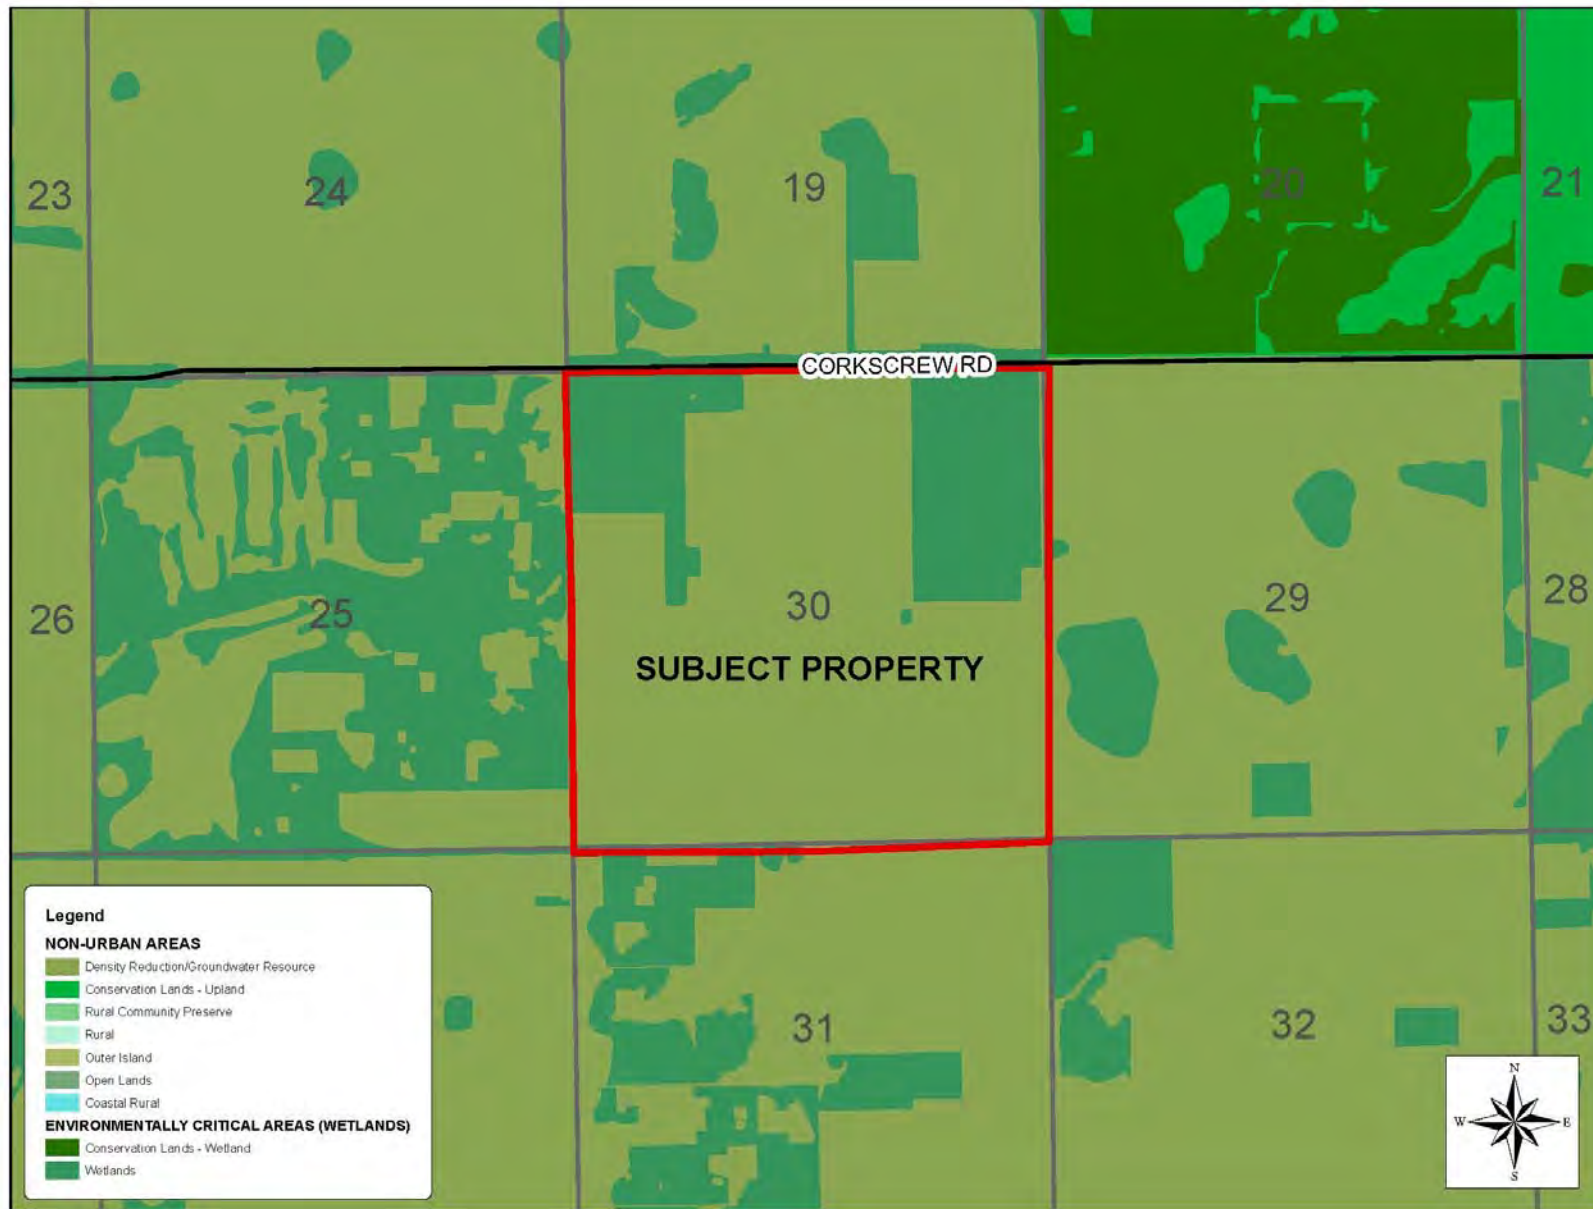 23
24
19
20
21
CORKSCREW RD
26
25
30
29
28
SUBJECT PROPERTY
31
32
33
Legend
NON-URBAN AREAS
Density Reduction/Groundwater Resource
Conservation Lands - Upland
Rural Community Preserve
Rural
Outer Island
Open Lands
Coastal Rural
ENVIRONMENTALLY CRITICAL AREAS (WETLANDS)
Conservation Lands - Wetland
Wetlands
N
W E
S